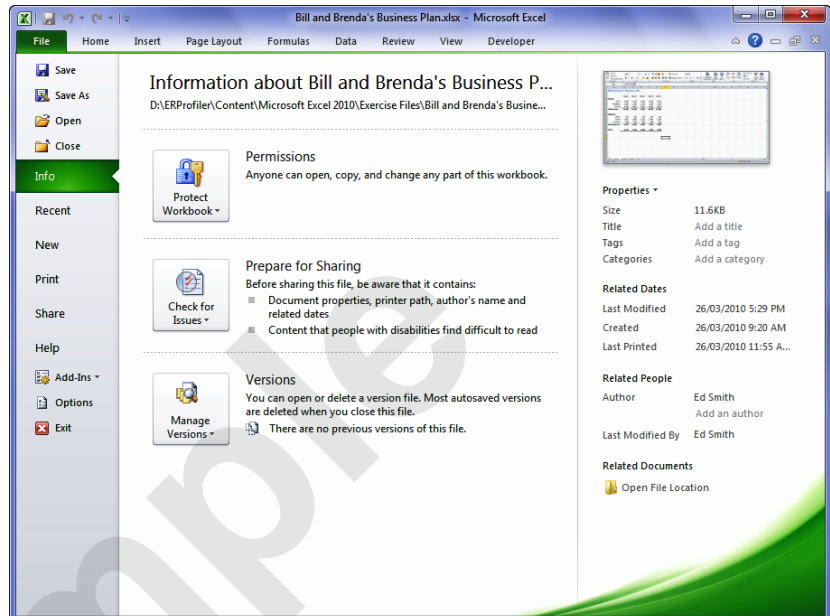 Bill and Brenda's Business Plan.xlsx - Microsoft Excel
File Home Insert Page Layout Formulas Data Review View Developer
Save
Save As
Open
Close
Info
Recent
New
Print
Share
Help
Add-Ins
Options
Exit
Information about Bill and Brenda's Business P...
D:\ERProfiler\Content\Microsoft Excel 2010\Exercise Files\Bill and Brenda's Busine...
Protect
Workbook
Permissions
Anyone can open, copy, and change any part of this workbook.
Check for
Issues
Prepare for Sharing
Before sharing this file, be aware that it contains:
Document properties, printer path, author's name and
related dates
Content that people with disabilities find difficult to read
Manage
Versions
Versions
You can open or delete a version file. Most autosaved versions
are deleted when you close this file.
There are no previous versions of this file.
Properties
Size 11.6KB
Title Add a title
Tags Add a tag
Categories Add a category
Related Dates
Last Modified 26/03/2010 5:29 PM
Created 26/03/2010 9:20 AM
Last Printed 26/03/2010 11:55 A...
Related People
Author Ed Smith
Add an author
Last Modified By Ed Smith
Related Documents
Open File Location
mple